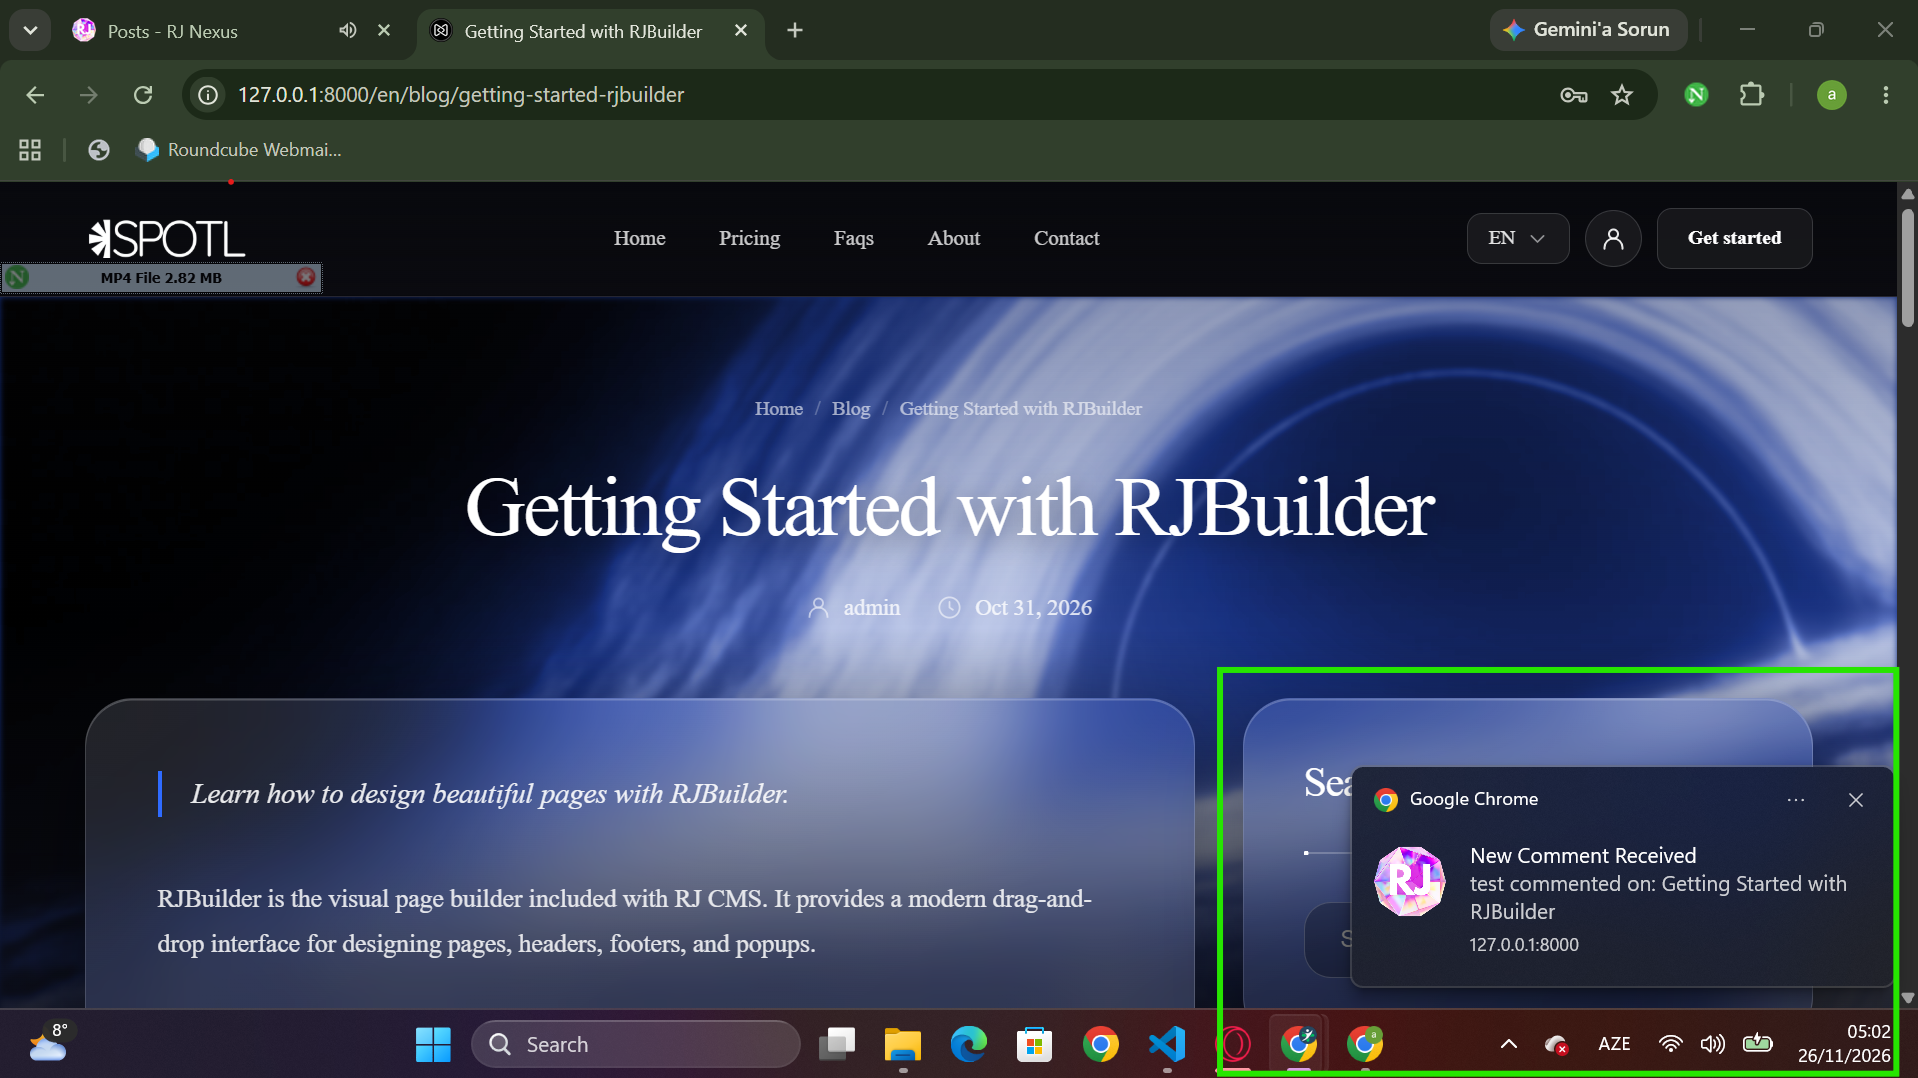 Posts - RJ Nexus
Getting Started with RJBuilder
Gemini'a Sorun
127.0.0.1:8000/en/blog/getting-started-rjbuilder
N
a
Roundcube Webmai...
SPOTL
Home
Pricing
Faqs
About
Contact
EN
Get started
N
MP4 File 2.82 MB
Home / Blog / Getting Started with RJBuilder
Getting Started with RJBuilder
admin
Oct 31, 2026
Learn how to design beautiful pages with RJBuilder.
RJBuilder is the visual page builder included with RJ CMS. It provides a modern drag-and-
drop interface for designing pages, headers, footers, and popups.
Google Chrome
RJ
New Comment Received
test commented on: Getting Started with
RJBuilder
127.0.0.1:8000
8°
Search
a
AZE
05:02
26/11/2026